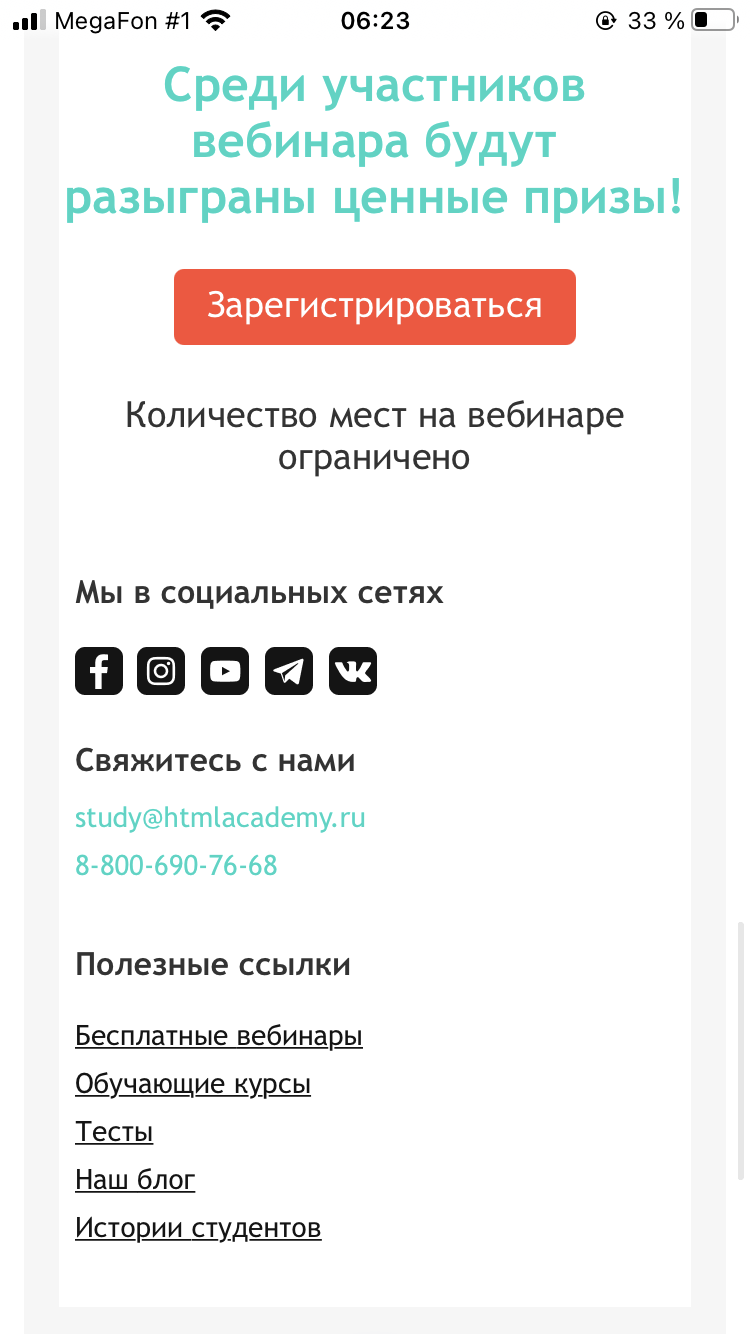 MegaFon #1 06:23 33 %
Среди участников
вебинара будут
разыграны ценные призы!
Зарегистрироваться
Количество мест на вебинаре
ограничено
Мы в социальных сетях
Свяжитесь с нами
study@htmlacademy.ru
8-800-690-76-68
Полезные ссылки
Бесплатные вебинары
Обучающие курсы
Тесты
Наш блог
Истории студентов